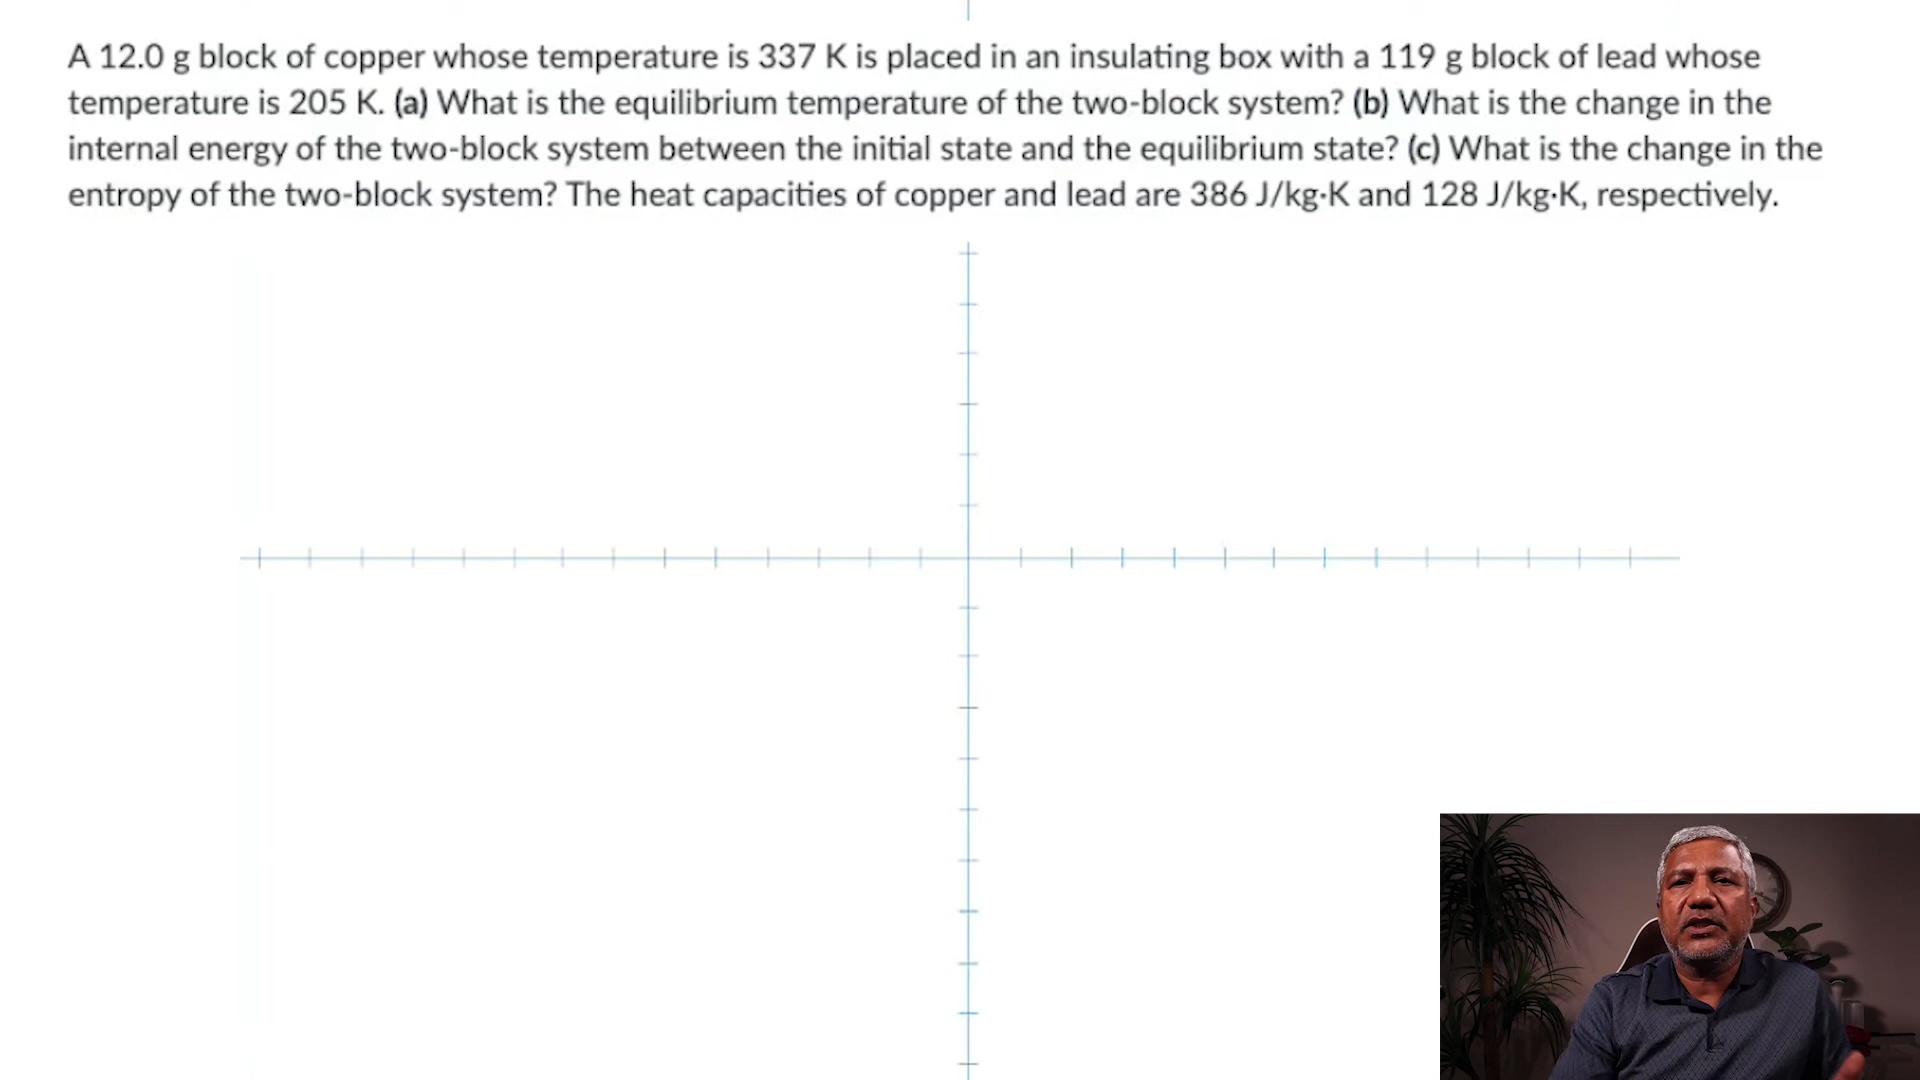 A 12.0 g block of copper whose temperature is 337 K is placed in an insulating box with a 119 g block of lead whose
temperature is 205 K. (a) What is the equilibrium temperature of the two-block system? (b) What is the change in the
internal energy of the two-block system between the initial state and the equilibrium state? (c) What is the change in the
entropy of the two-block system? The heat capacities of copper and lead are 386 J/kg·K and 128 J/kg·K, respectively.